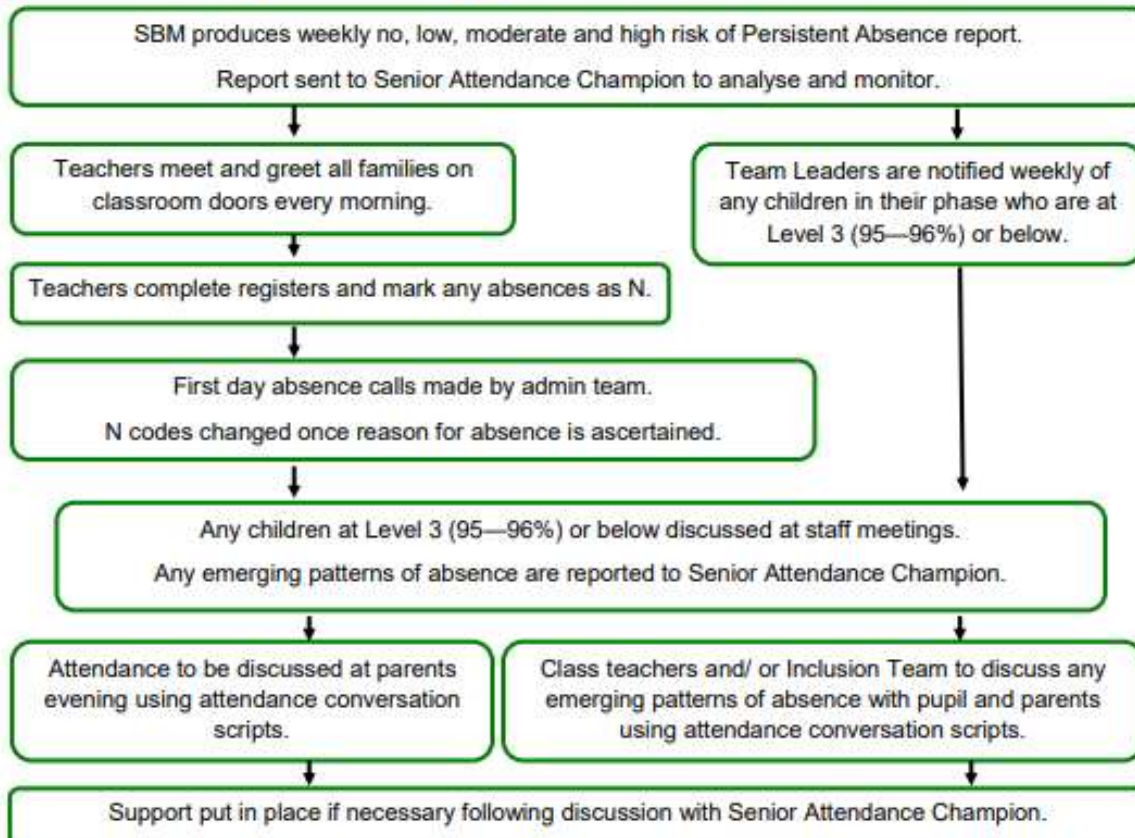 SBM produces weekly no, low, moderate and high risk of Persistent Absence report.
Report sent to Senior Attendance Champion to analyse and monitor.
Teachers meet and greet all families on
classroom doors every morning.
Team Leaders are notified weekly of
any children in their phase who are at
Level 3 (95—96%) or below.
Teachers complete registers and mark any absences as N.
First day absence calls made by admin team.
N codes changed once reason for absence is ascertained.
Any children at Level 3 (95—96%) or below discussed at staff meetings.
Any emerging patterns of absence are reported to Senior Attendance Champion.
Attendance to be discussed at parents
evening using attendance conversation
scripts.
Class teachers and/ or Inclusion Team to discuss any
emerging patterns of absence with pupil and parents
using attendance conversation scripts.
Support put in place if necessary following discussion with Senior Attendance Champion.